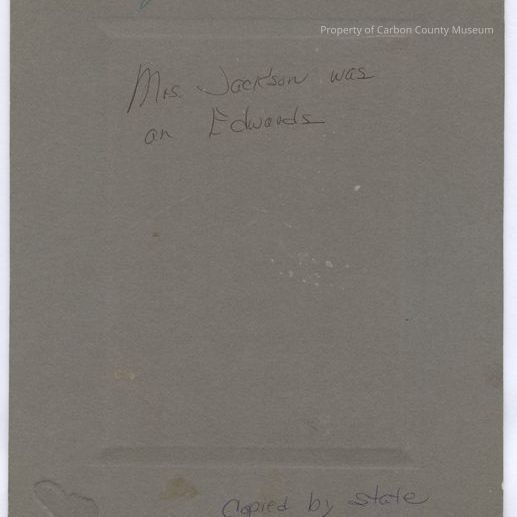 Property of Carbon County Museum
Mrs. Jackson was
an Edwards
Copied by state